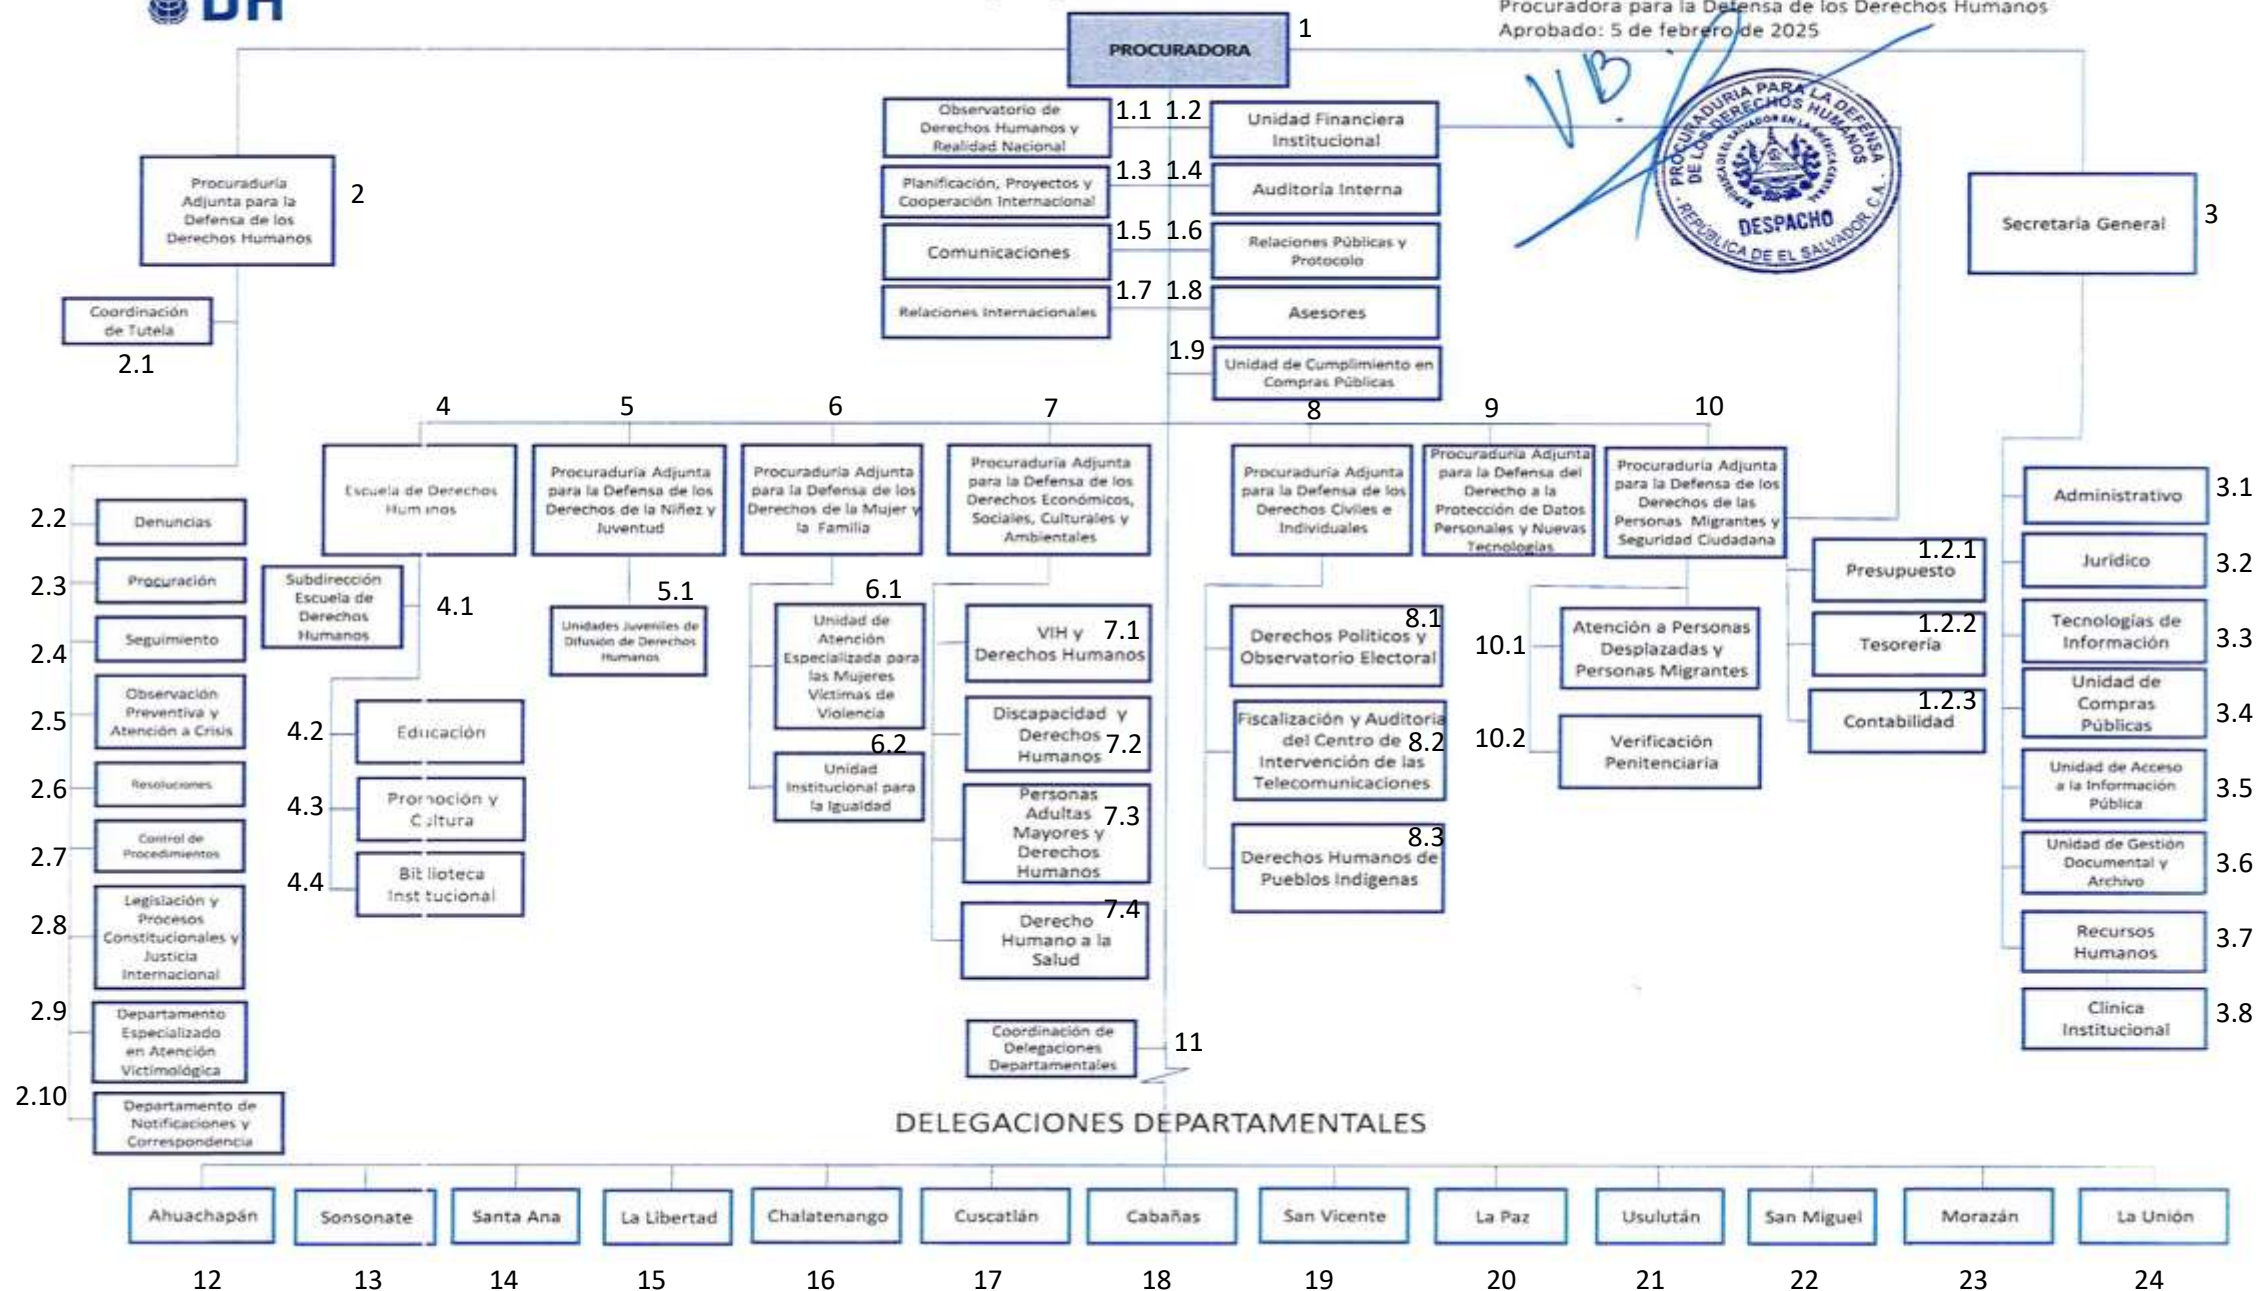 DH
Procuradora para la Defensa de los Derechos Humanos
Aprobado: 5 de febrero de 2025
PROCURADORA
1
VB
PROCURADURIA PARA LA DEFENSA
DE LOS DERECHOS HUMANOS
DESPACHO
REPÚBLICA DE EL SALVADOR, C.A.
Observatorio de
Derechos Humanos y
Realidad Nacional
1.1
1.2
Unidad Financiera
Institucional
Planificación, Proyectos y
Cooperación Internacional
1.3
1.4
Auditoría Interna
Comunicaciones
1.5
1.6
Relaciones Públicas y
Protocolo
Relaciones Internacionales
1.7
1.8
Asesores
1.9
Unidad de Cumplimiento en
Compras Públicas
Procuraduría
Adjunta para la
Defensa de los
Derechos Humanos
2
Secretaría General
3
Coordinación
de Tutela
2.1
2.2
Denuncias
2.3
Procuración
2.4
Seguimiento
2.5
Observación
Preventiva y
Atención a Crisis
2.6
Resoluciones
2.7
Control de
Procedimientos
2.8
Legislación y
Procesos
Constitucionales y
Justicia
Internacional
2.9
Departamento
Especializado
en Atención
Victimológica
2.10
Departamento de
Notificaciones y
Correspondencia
4
Escuela de Derechos
Humanos
Subdirección
Escuela de
Derechos
Humanos
4.1
4.2
Educación
4.3
Promoción y
Cultura
4.4
Biblioteca
Institucional
5
Procuraduría Adjunta
para la Defensa de los
Derechos de la Niñez y
Juventud
5.1
Unidades Juveniles de
Difusión de Derechos
Humanos
6
Procuraduría Adjunta
para la Defensa de los
Derechos de la Mujer y
la Familia
6.1
Unidad de
Atención
Especializada para
las Mujeres
Víctimas de
Violencia
6.2
Unidad
Institucional para
la Igualdad
7
Procuraduría Adjunta
para la Defensa de los
Derechos Económicos,
Sociales, Culturales y
Ambientales
VIH y
Derechos Humanos
7.1
Discapacidad y
Derechos
Humanos
7.2
Personas
Adultas
Mayores y
Derechos
Humanos
7.3
Derecho
Humano a la
Salud
7.4
8
Procuraduría Adjunta
para la Defensa de los
Derechos Civiles e
Individuales
8.1
Derechos Políticos y
Observatorio Electoral
Fiscalización y Auditoria
del Centro de
Intervención de las
Telecomunicaciones
8.2
8.3
Derechos Humanos de
Pueblos Indígenas
9
Procuraduría Adjunta
para la Defensa del
Derecho a la
Protección de Datos
Personales y Nuevas
Tecnologías
10
Procuraduría Adjunta
para la Defensa de los
Derechos de las
Personas Migrantes y
Seguridad Ciudadana
10.1
Atención a Personas
Desplazadas y
Personas Migrantes
10.2
Verificación
Penitenciaria
1.2.1
Presupuesto
1.2.2
Tesorería
1.2.3
Contabilidad
Administrativo
3.1
Jurídico
3.2
Tecnologías de
Información
3.3
Unidad de
Compras
Públicas
3.4
Unidad de Acceso
a la Información
Pública
3.5
Unidad de Gestión
Documental y
Archivo
3.6
Recursos
Humanos
3.7
Clínica
Institucional
3.8
Coordinación de
Delegaciones
Departamentales
11
DELEGACIONES DEPARTAMENTALES
Ahuachapán
Sonsonate
Santa Ana
La Libertad
Chalatenango
Cuscatlán
Cabañas
San Vicente
La Paz
Usulután
San Miguel
Morazán
La Unión
12
13
14
15
16
17
18
19
20
21
22
23
24